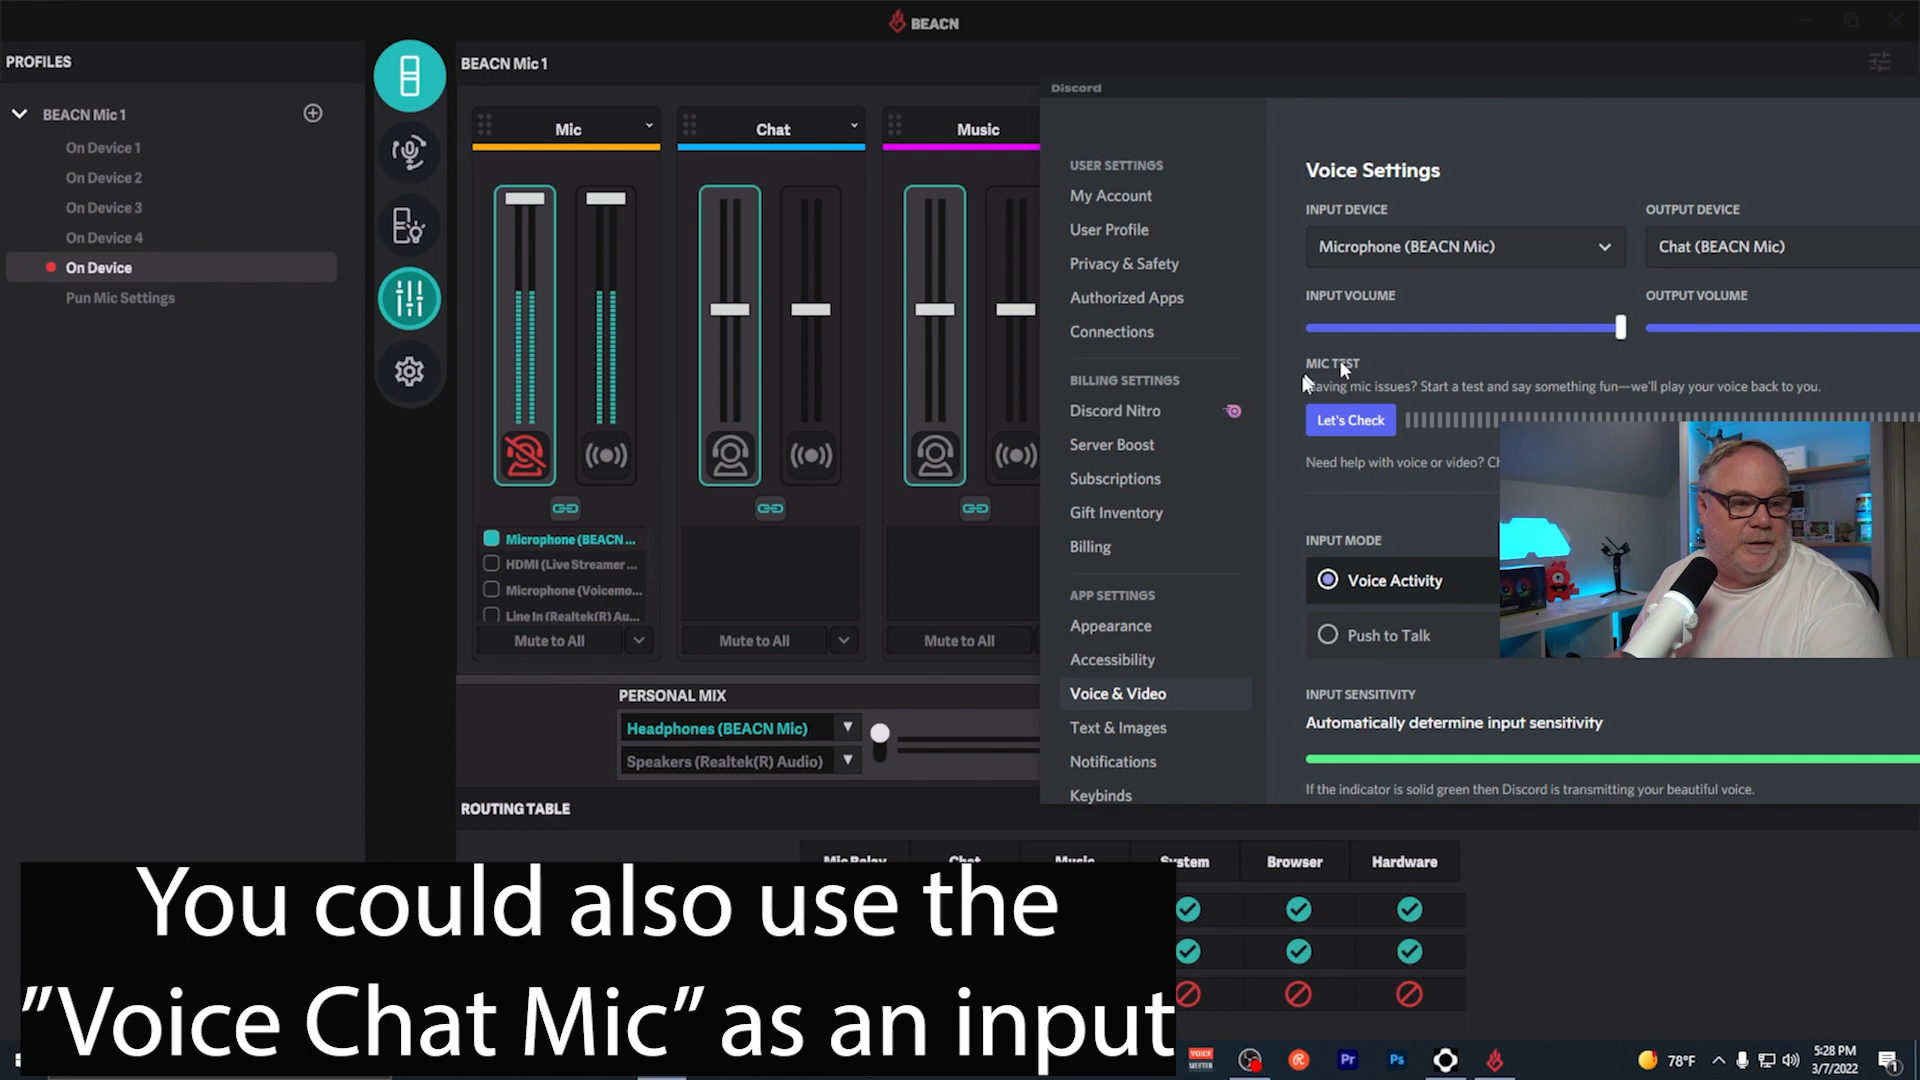 BEACN
PROFILES
BEACN Mic 1
On Device 1
On Device 2
On Device 3
On Device 4
On Device
Pun Mic Settings
BEACN Mic 1
Mic
Chat
Music
Microphone (BEACN ...
HDMI (Live Streamer ...
Microphone (Voicemo...
Line In (Realtek(R) Au...
Mute to All
Mute to All
Mute to All
PERSONAL MIX
Headphones (BEACN Mic)
Speakers (Realtek(R) Audio)
ROUTING TABLE
Mic Relay Chat Music System Browser Hardware
Discord
USER SETTINGS
My Account
User Profile
Privacy & Safety
Authorized Apps
Connections
BILLING SETTINGS
Discord Nitro
Server Boost
Subscriptions
Gift Inventory
Billing
APP SETTINGS
Appearance
Accessibility
Voice & Video
Text & Images
Notifications
Keybinds
Voice Settings
INPUT DEVICE
Microphone (BEACN Mic)
OUTPUT DEVICE
Chat (BEACN Mic)
INPUT VOLUME
OUTPUT VOLUME
MIC TEST
aving mic issues? Start a test and say something fun—we'll play your voice back to you.
Let's Check
Need help with voice or video?
INPUT MODE
Voice Activity
Push to Talk
INPUT SENSITIVITY
Automatically determine input sensitivity
If the indicator is solid green then Discord is transmitting your beautiful voice.
You could also use the
"Voice Chat Mic" as an input
VOICE
MEETER
Pr
Ps
78°F
5:28 PM
3/7/2022
1